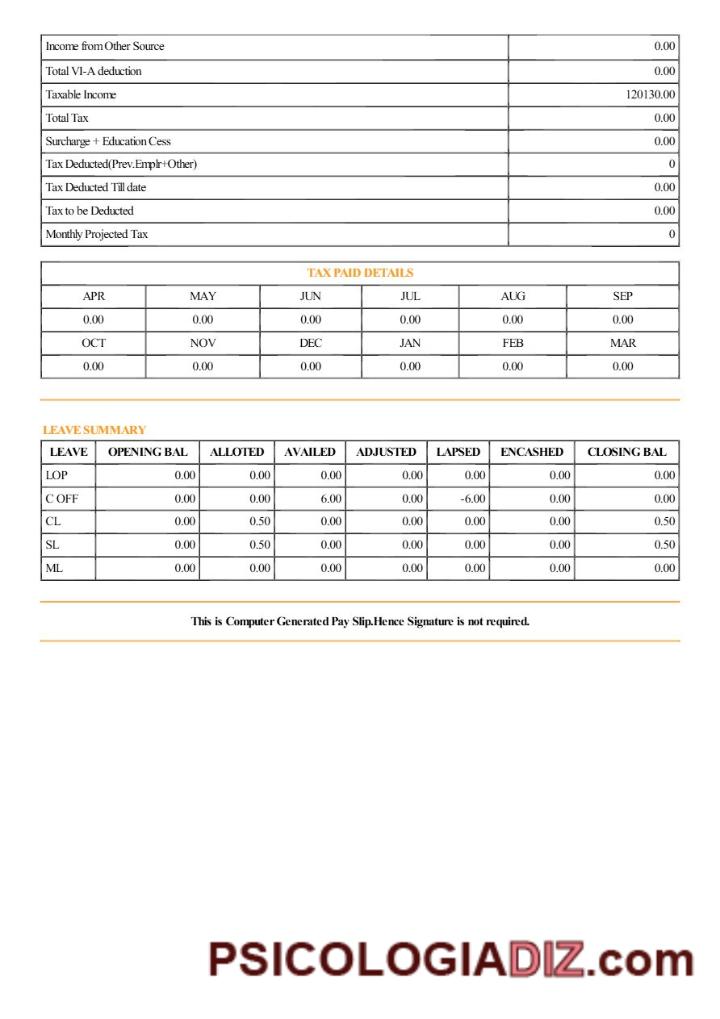 Income from Other Source 0.00
Total VI-A deduction 0.00
Taxable Income 120130.00
Total Tax 0.00
Surcharge + Education Cess 0.00
Tax Deducted(Prev.Emplr+Other) 0
Tax Deducted Till date 0.00
Tax to be Deducted 0.00
Monthly Projected Tax 0
TAX PAID DETAILS
APR MAY JUN JUL AUG SEP
0.00 0.00 0.00 0.00 0.00 0.00
OCT NOV DEC JAN FEB MAR
0.00 0.00 0.00 0.00 0.00 0.00
LEAVE SUMMARY
LEAVE OPENING BAL ALLOTED AVAILED ADJUSTED LAPSED ENCASHED CLOSING BAL
LOP 0.00 0.00 0.00 0.00 0.00 0.00 0.00
C OFF 0.00 0.00 6.00 0.00 -6.00 0.00 0.00
CL 0.00 0.50 0.00 0.00 0.00 0.00 0.50
SL 0.00 0.50 0.00 0.00 0.00 0.00 0.50
ML 0.00 0.00 0.00 0.00 0.00 0.00 0.00
This is Computer Generated Pay Slip.Hence Signature is not required.
PSICOLOGIADIZ.com